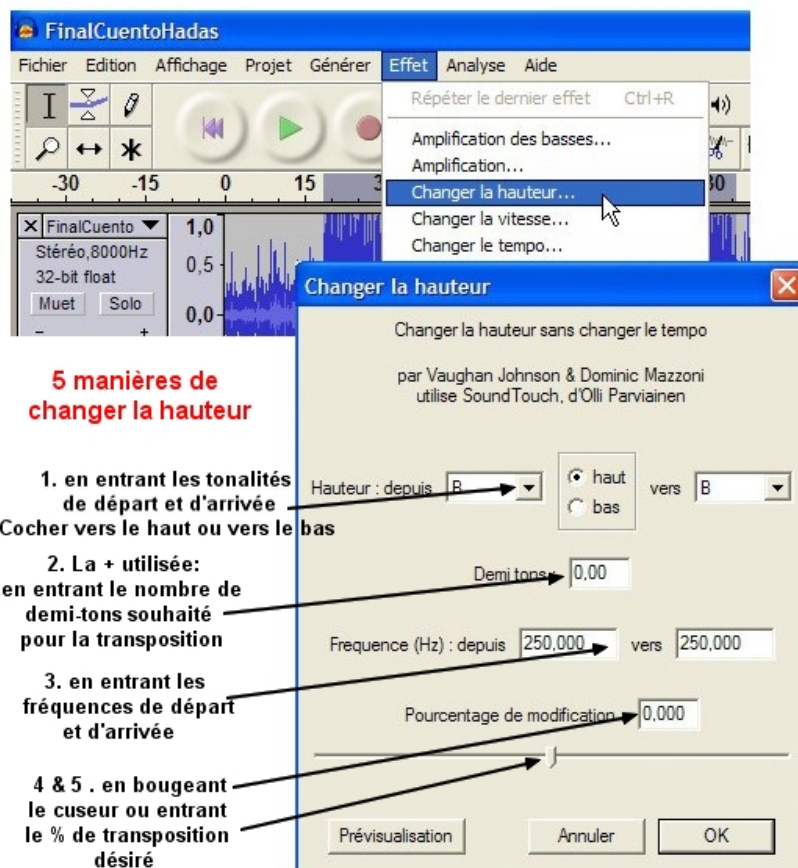 FinalCuentoHadas
Fichier Edition Affichage Projet Générer Effet Analyse Aide
Répéter le dernier effet Ctrl+R
Amplification des basses...
Amplification...
Changer la hauteur...
Changer la vitesse...
Changer le tempo...
-30 -15 0 15 3 30
FinalCuento
Stéréo,8000Hz
32-bit float
Muet Solo
- +
1,0
0,5
0,0
Changer la hauteur
Changer la hauteur sans changer le tempo
par Vaughan Johnson & Dominic Mazzoni
utilise SoundTouch, d'Olli Parviainen
Hauteur : depuis B haut bas vers B
Demi tons : 0,00
Frequence (Hz) : depuis 250,000 vers 250,000
Pourcentage de modification 0,000
Prévisualisation Annuler OK
5 manières de
changer la hauteur
1. en entrant les tonalités
de départ et d'arrivée
Cocher vers le haut ou vers le bas
2. La + utilisée:
en entrant le nombre de
demi-tons souhaité
pour la transposition
3. en entrant les
fréquences de départ
et d'arrivée
4 & 5 . en bougeant
le cuseur ou entrant
le % de transposition
désiré